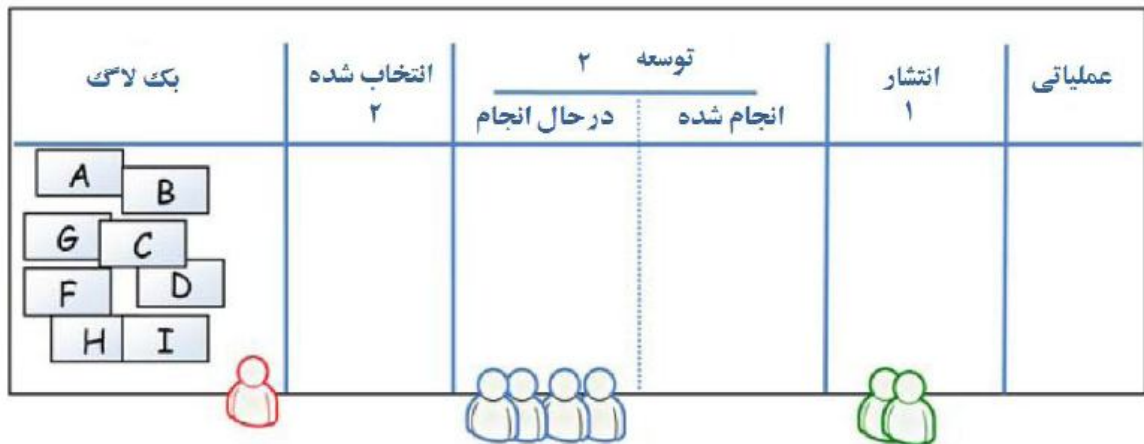 بک لاگ
انتخاب شده
۲
توسعه ۲
در حال انجام
انجام شده
انتشار
۱
عملیاتی
A
B
G
C
F
D
H
I